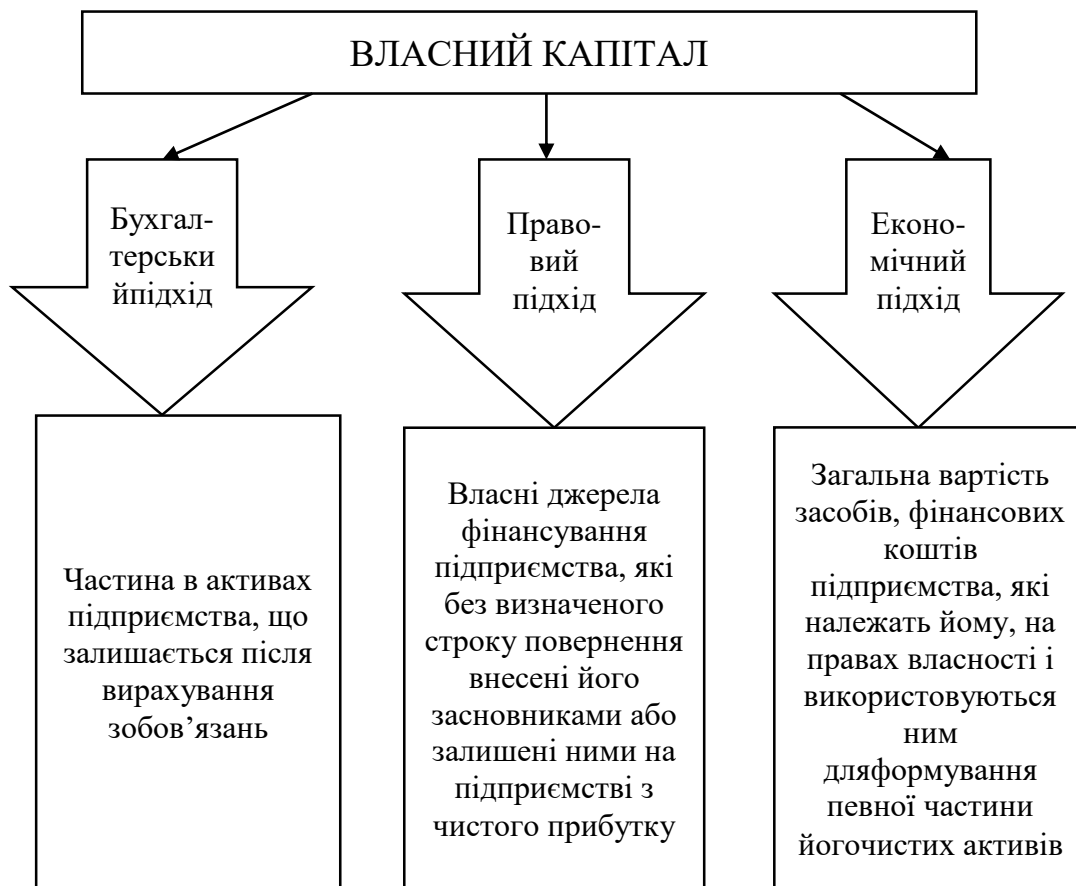 ВЛАСНИЙ КАПІТАЛ
Бухгал-
терськи
йпідхід
Право-
вий
підхід
Еконо-
мічний
підхід
Частина в активах
підприємства, що
залишається після
вирахування
зобов’язань
Власні джерела
фінансування
підприємства, які
без визначеного
строку повернення
внесені його
засновниками або
залишені ними на
підприємстві з
чистого прибутку
Загальна вартість
засобів, фінансових
коштів
підприємства, які
належать йому, на
правах власності і
використовуються
ним
дляформування
певної частини
йогочистих активів